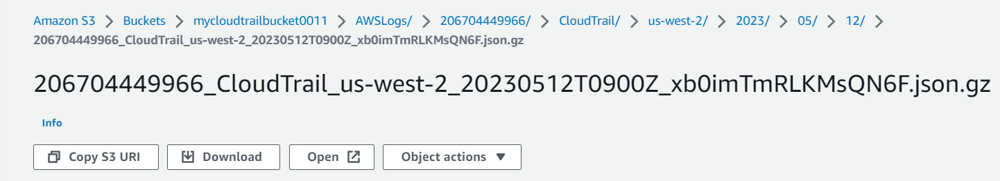 Amazon S3 > Buckets > mycloudtrailbucket0011 > AWSLogs/ > 206704449966/ > CloudTrail/ > us-west-2/ > 2023/ > 05/ > 12/ >
206704449966_CloudTrail_us-west-2_20230512T0900Z_xb0imTmRLKMsQN6F.json.gz
206704449966_CloudTrail_us-west-2_20230512T0900Z_xb0imTmRLKMsQN6F.json.gz
Info
Copy S3 URI Download Open Object actions